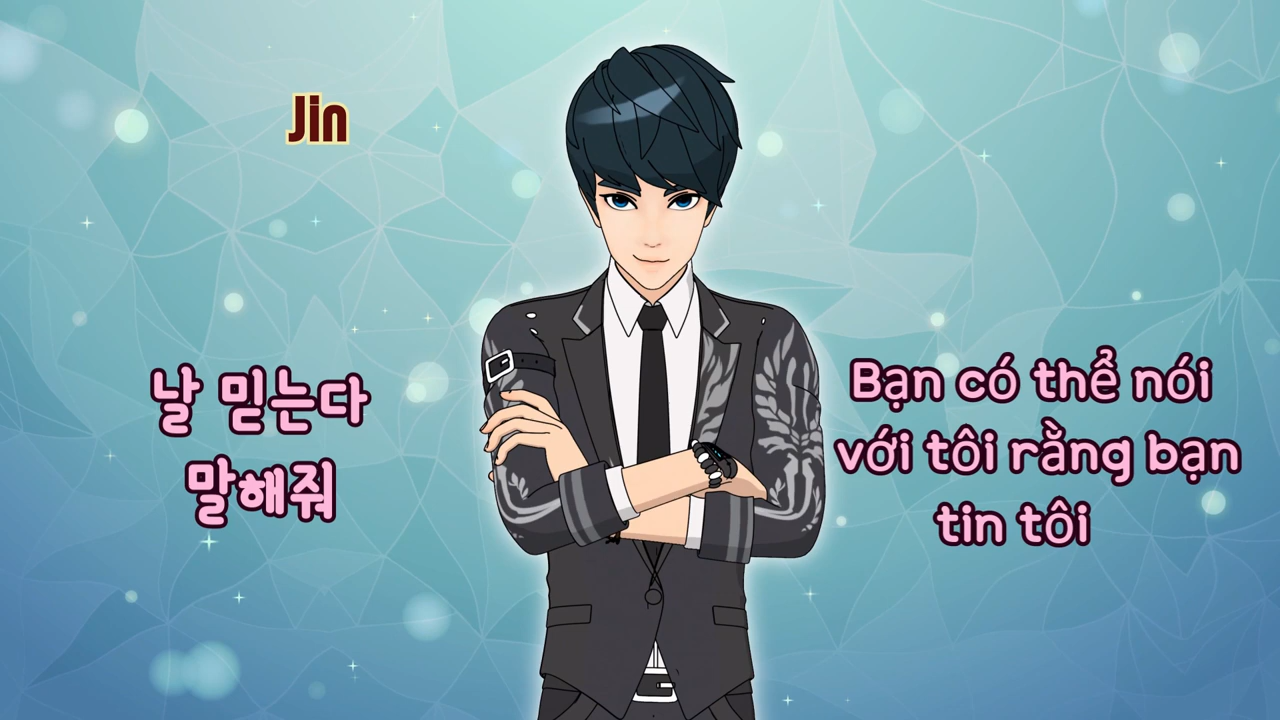 Jin
날 믿는다
말해줘
Bạn có thể nói
với tôi rằng bạn
tin tôi